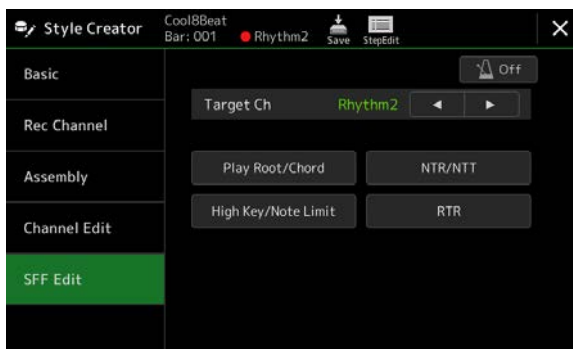 Style Creator
Cool8Beat
Bar: 001 Rhythm2
Save StepEdit
Basic
Off
Target Ch Rhythm2
Rec Channel
Assembly
Play Root/Chord NTR/NTT
Channel Edit
High Key/Note Limit RTR
SFF Edit